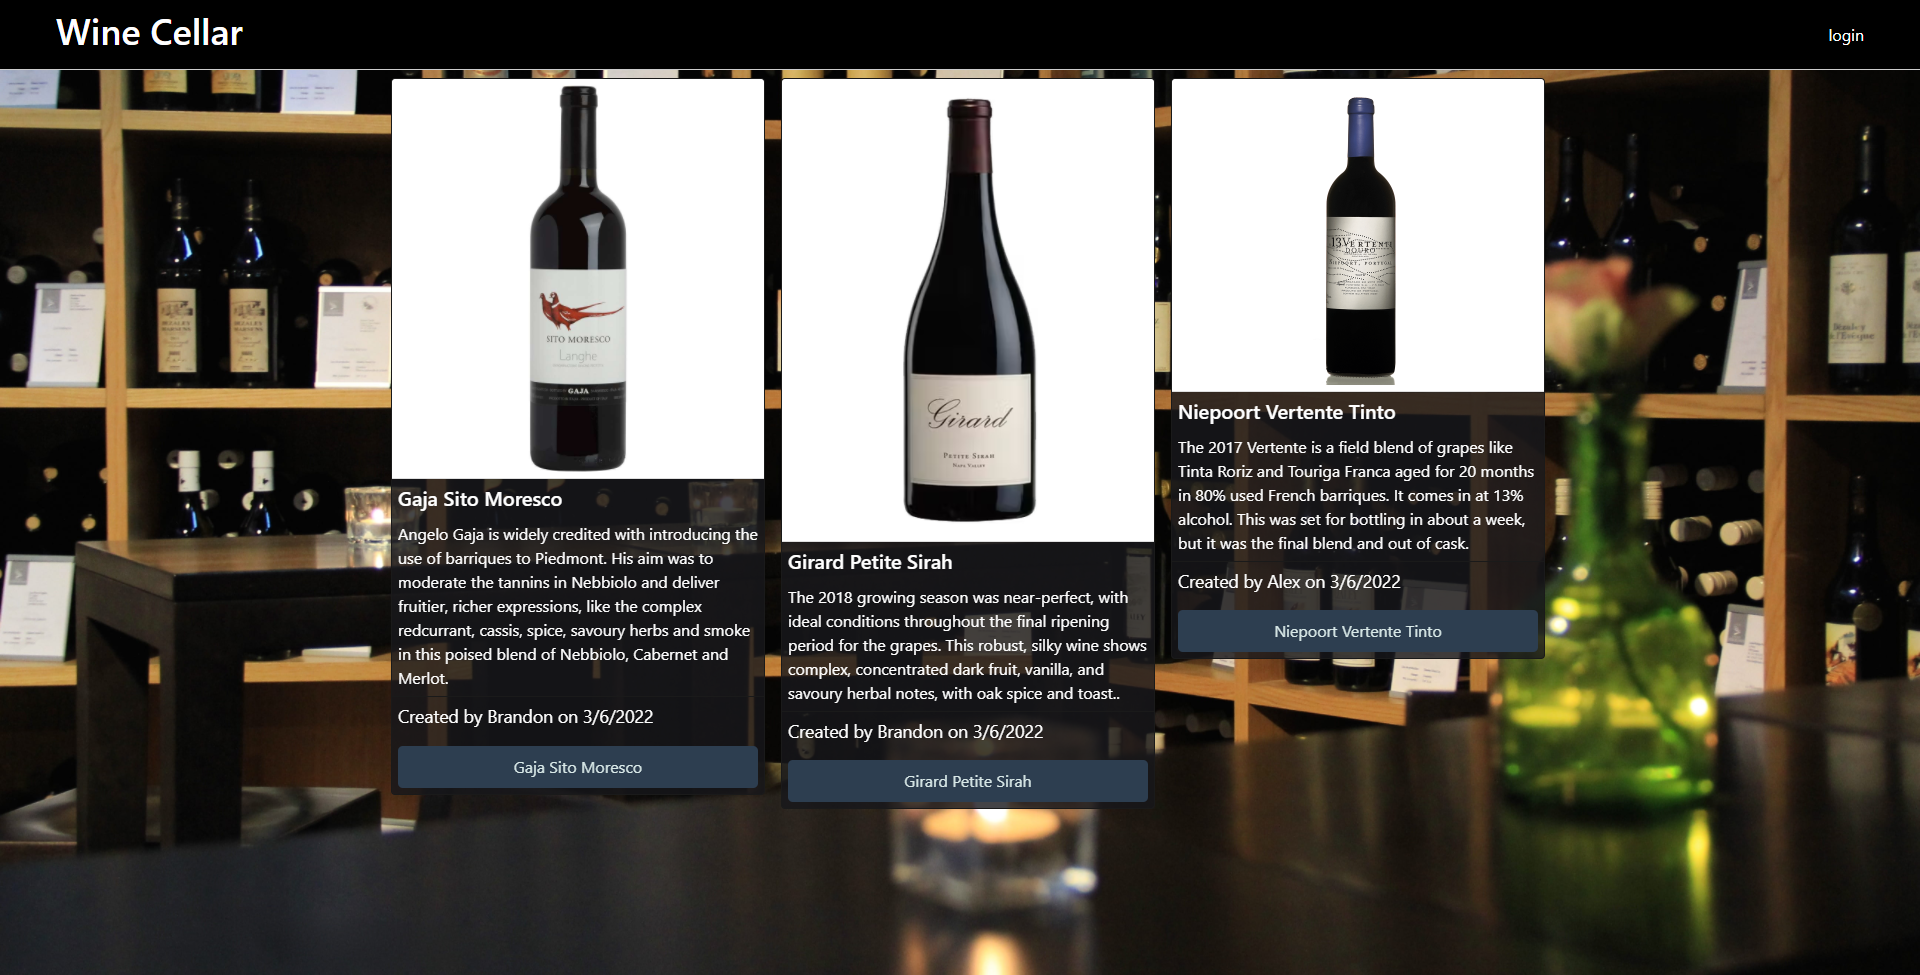 Wine Cellar
login
SITO MORESCO
Langhe
GAJA
Gaja Sito Moresco
Angelo Gaja is widely credited with introducing the
use of barriques to Piedmont. His aim was to
moderate the tannins in Nebbiolo and deliver
fruitier, richer expressions, like the complex
redcurrant, cassis, spice, savoury herbs and smoke
in this poised blend of Nebbiolo, Cabernet and
Merlot.
Created by Brandon on 3/6/2022
Gaja Sito Moresco
Girard
PETITE SIRAH
NAPA VALLEY
Girard Petite Sirah
The 2018 growing season was near-perfect, with
ideal conditions throughout the final ripening
period for the grapes. This robust, silky wine shows
complex, concentrated dark fruit, vanilla, and
savoury herbal notes, with oak spice and toast..
Created by Brandon on 3/6/2022
Girard Petite Sirah
13 VERTENTE
DOURO
NIEPOORT, PORTUGAL
Niepoort Vertente Tinto
The 2017 Vertente is a field blend of grapes like
Tinta Roriz and Touriga Franca aged for 20 months
in 80% used French barriques. It comes in at 13%
alcohol. This was set for bottling in about a week,
but it was the final blend and out of cask.
Created by Alex on 3/6/2022
Niepoort Vertente Tinto